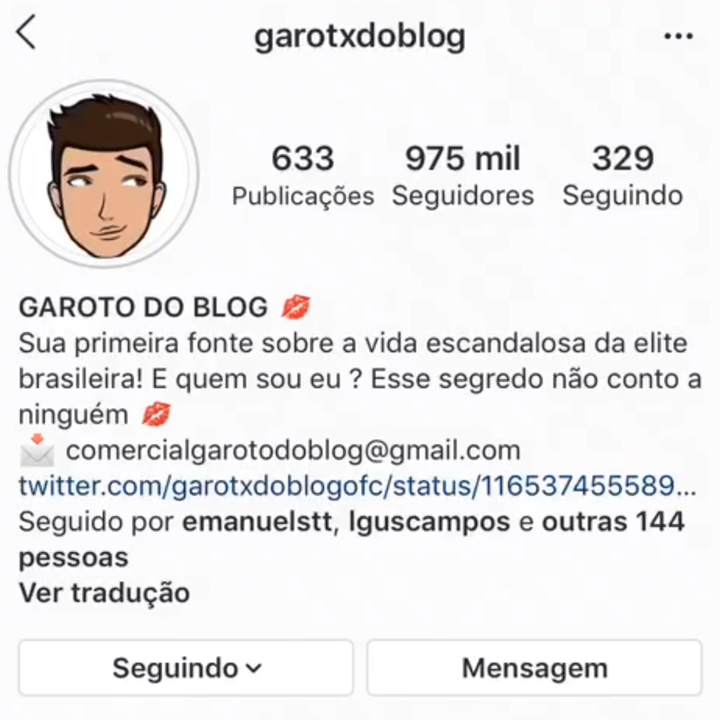 garotxdoblog
633 975 mil 329
Publicações Seguidores Seguindo
GAROTO DO BLOG 💋
Sua primeira fonte sobre a vida escandalosa da elite
brasileira! E quem sou eu ? Esse segredo não conto a
ninguém 💋
📩 comercialgarotodoblog@gmail.com
twitter.com/garotxdoblogofc/status/116537455589...
Seguido por emanuelstt, lguscampos e outras 144
pessoas
Ver tradução
Seguindo Mensagem